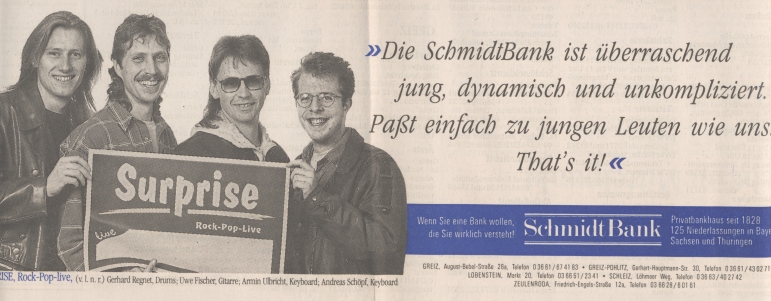 »Die SchmidtBank ist überraschend
jung, dynamisch und unkompliziert.
Paßt einfach zu jungen Leuten wie uns.
That's it!«
Surprise
Rock-Pop-Live
Live
Wenn Sie eine Bank wollen,
die Sie wirklich versteht!
SchmidtBank
Privatbankhaus seit 1828
125 Niederlassungen in Baye
Sachsen und Thüringen
RISE, Rock-Pop-live, (v. l. n. r.) Gerhard Regnet, Drums; Uwe Fischer, Gitarre; Armin Ulbricht, Keyboard; Andreas Schöpf, Keyboard
GREIZ, August-Bebel-Straße 26a, Telefon 0 36 61 / 67 41 63 • GREIZ-POHLITZ, Gerhart-Hauptmann-Str. 30, Telefon 0 36 61 / 43 02 71
LOBENSTEIN, Markt 20, Telefon 03 66 51 / 23 41 • SCHLEIZ, Löhmaer Weg, Telefon 0 36 63 / 40 27 42
ZEULENRODA, Friedrich-Engels-Straße 12a, Telefon 03 66 28 / 6 01 61